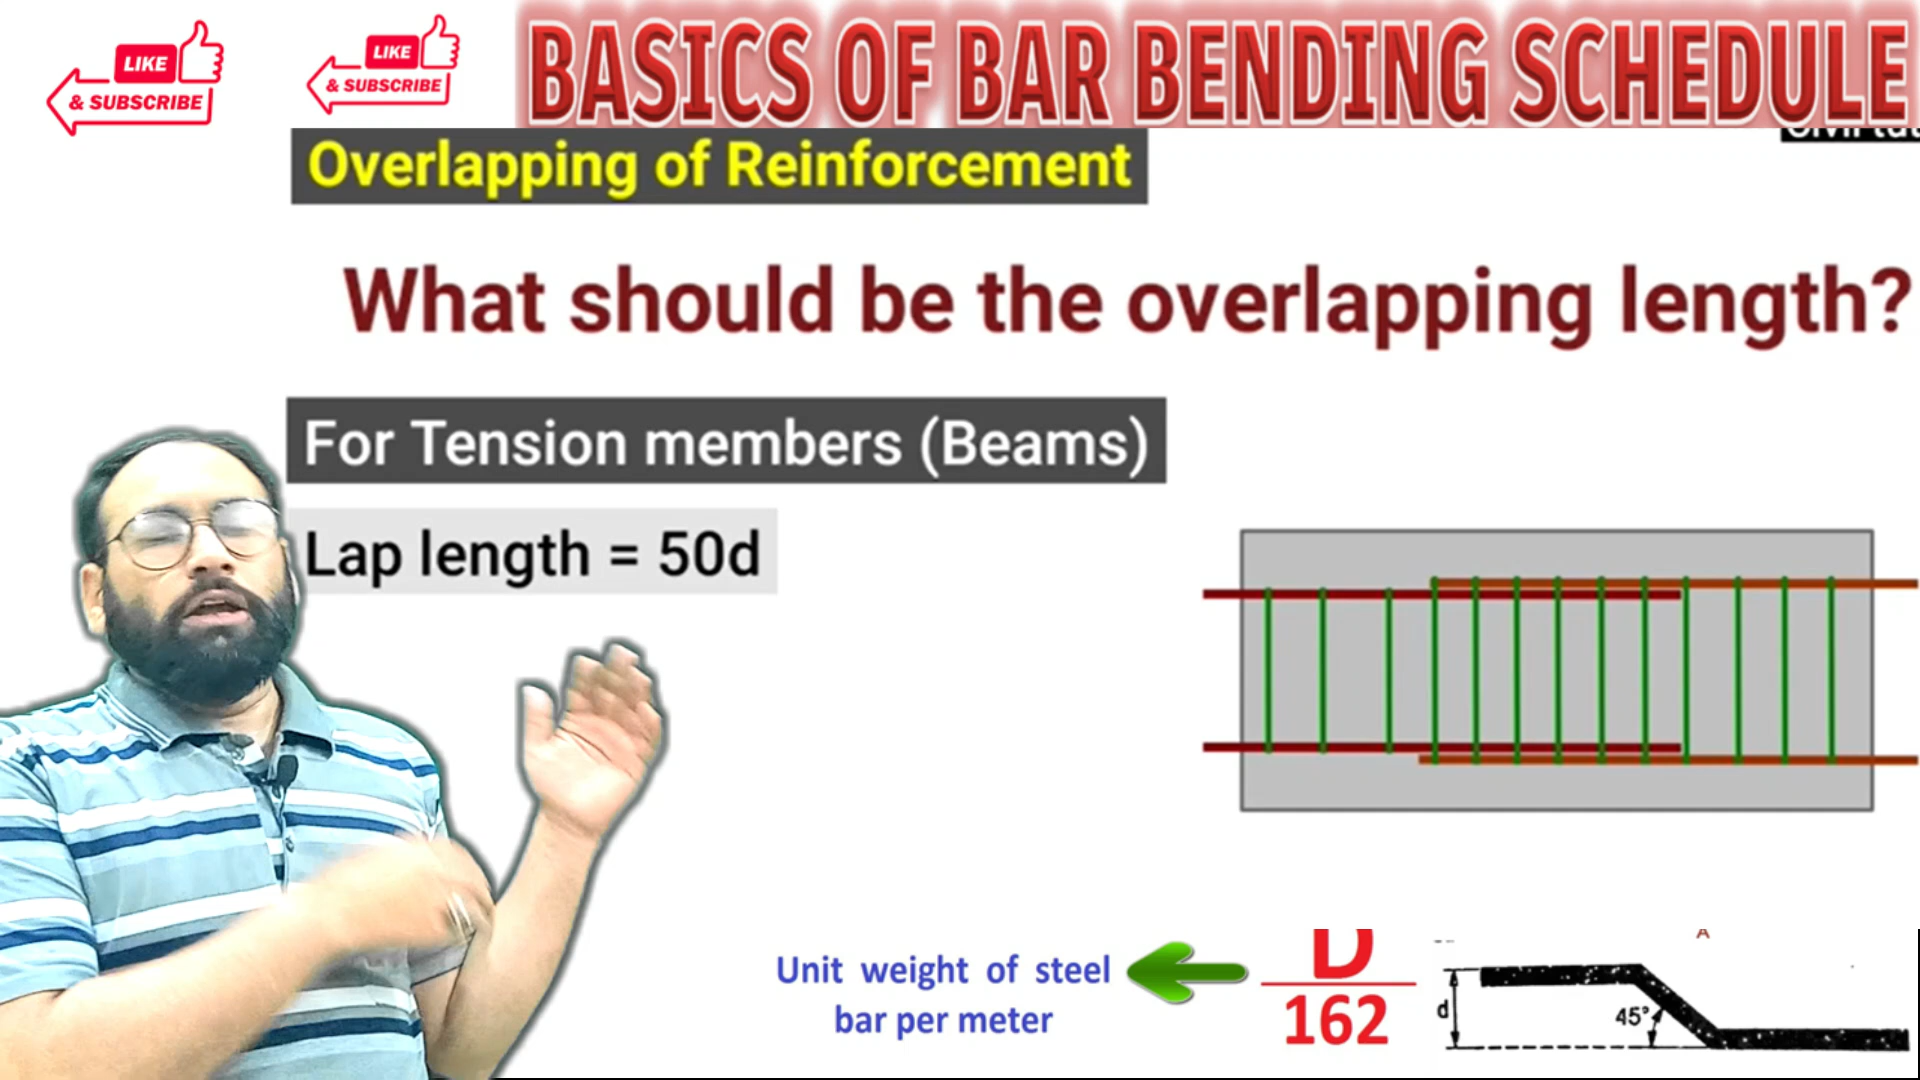 LIKE
& SUBSCRIBE
LIKE
& SUBSCRIBE
BASICS OF BAR BENDING SCHEDULE
Overlapping of Reinforcement
What should be the overlapping length?
For Tension members (Beams)
Lap length = 50d
Unit weight of steel
bar per meter
D
162
A
d
45°